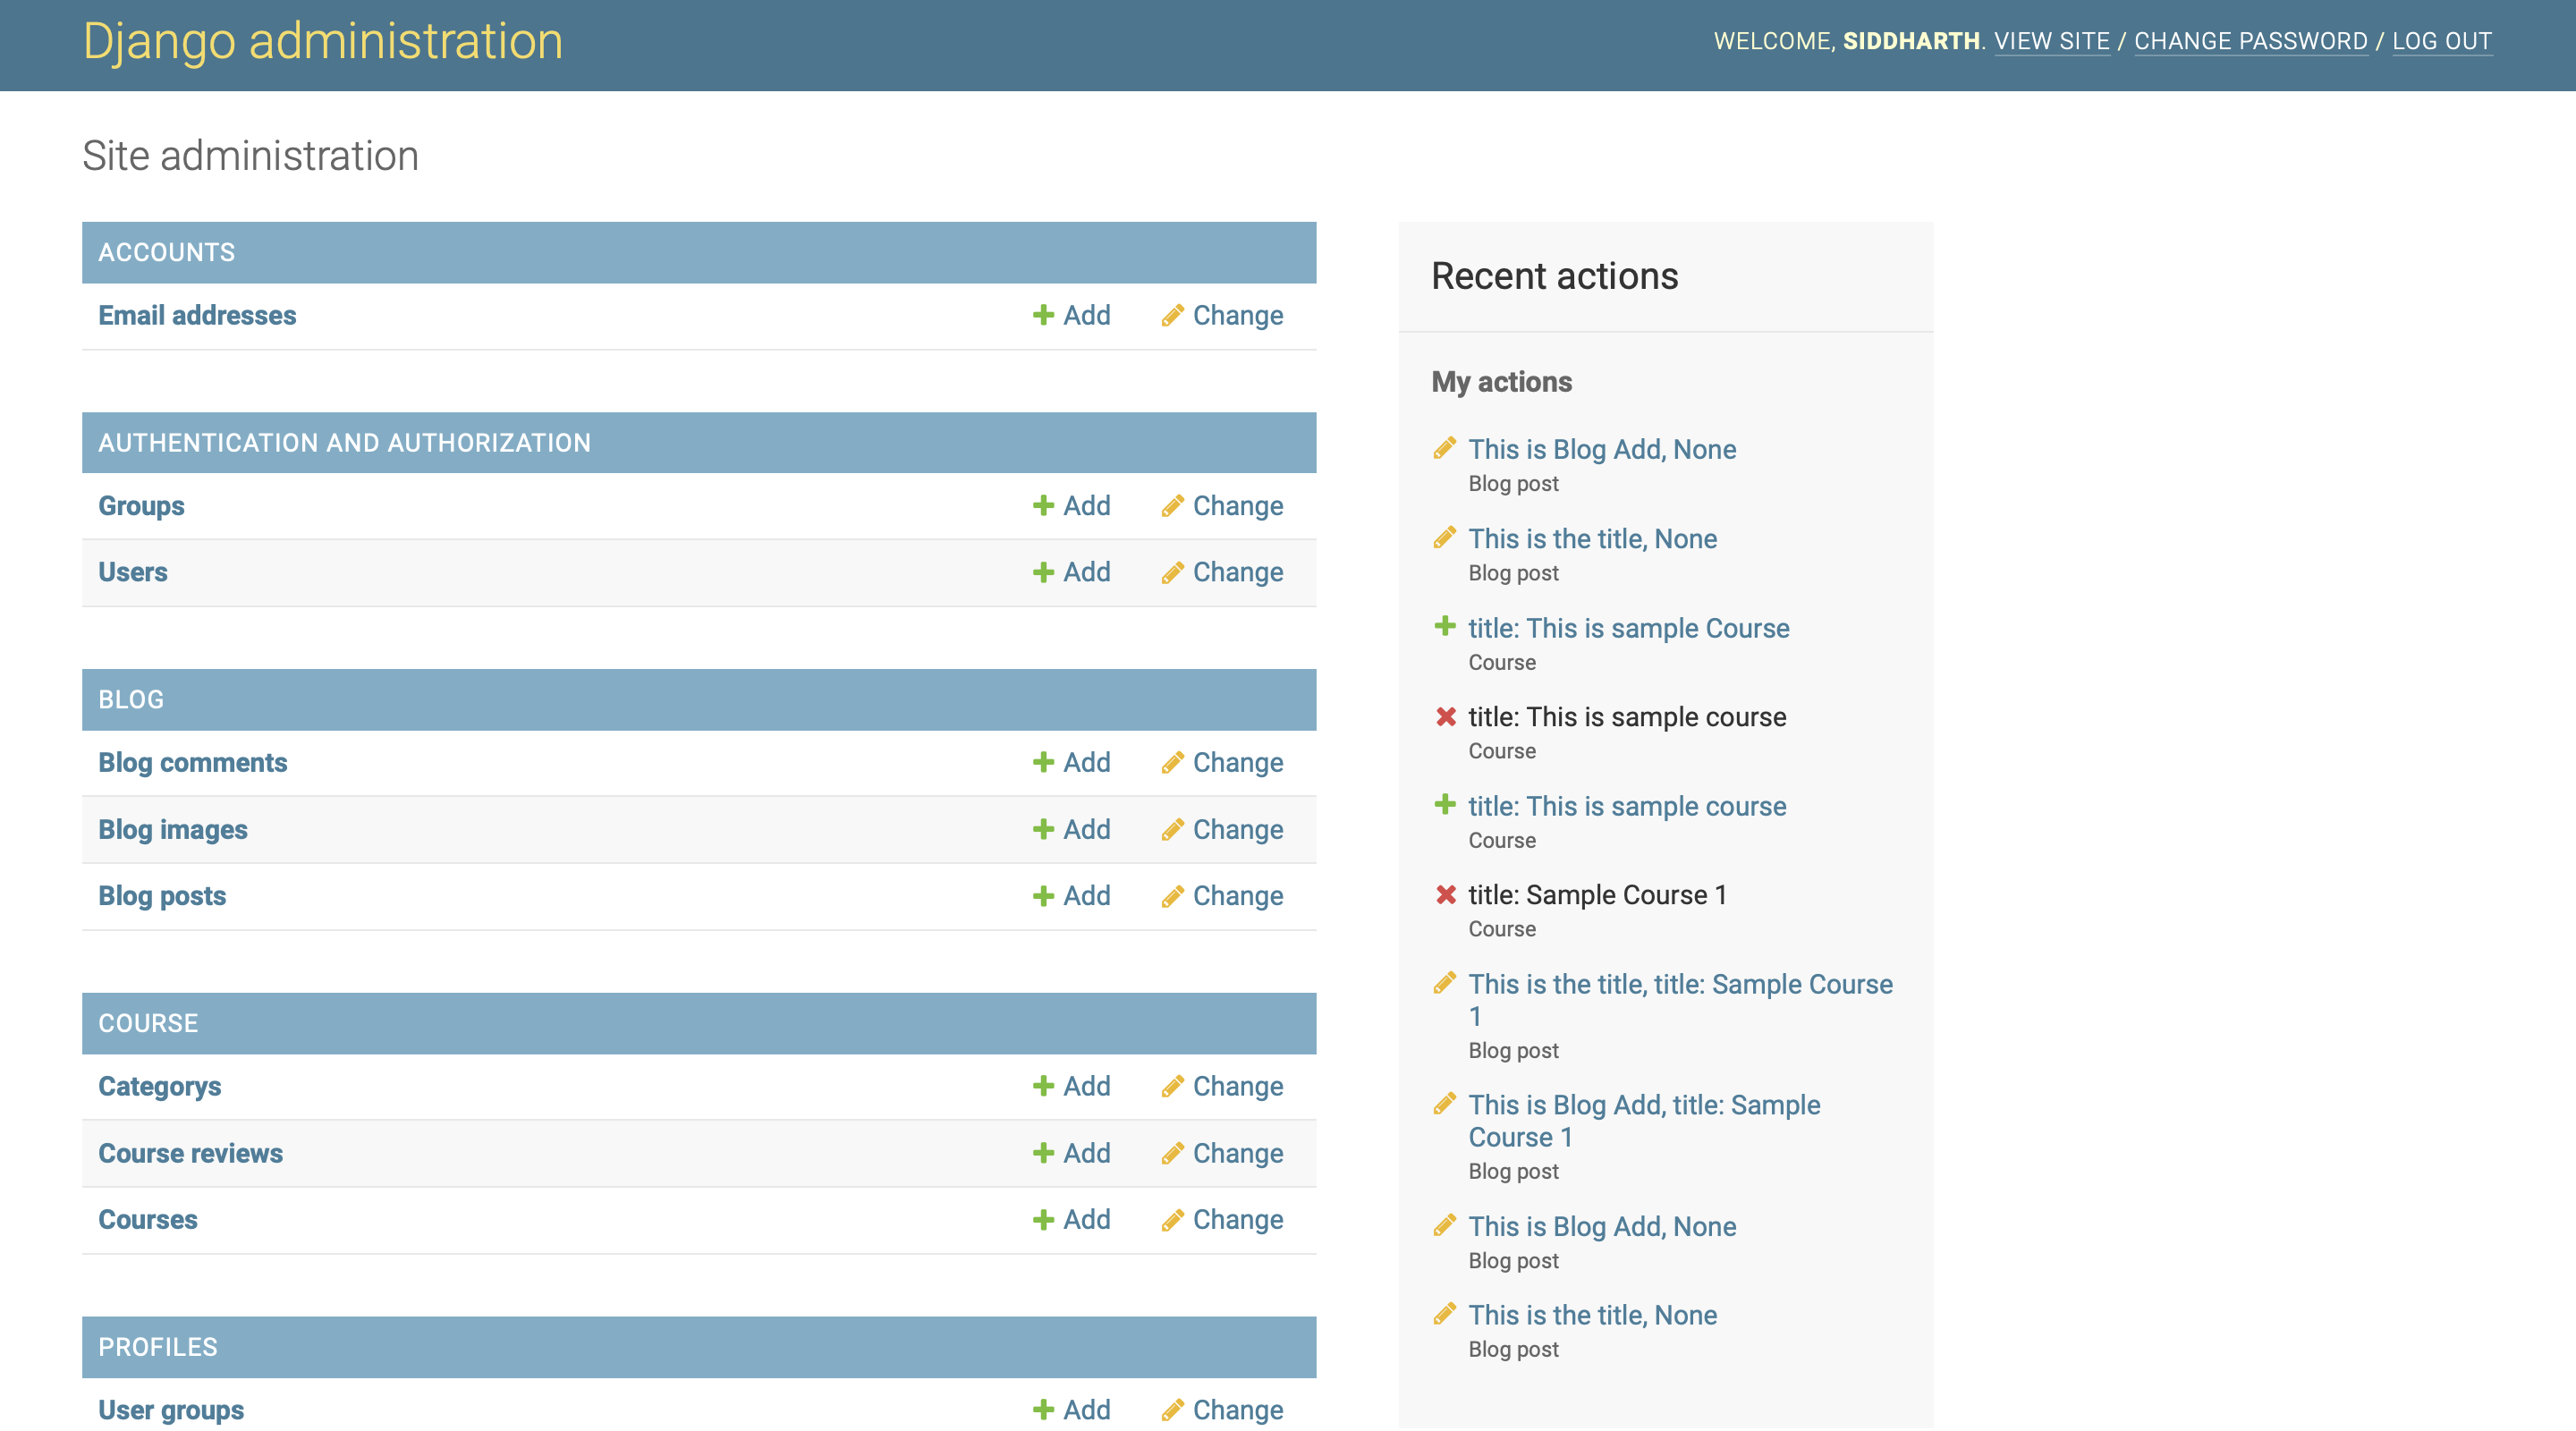 Django administration
WELCOME, SIDDHARTH. VIEW SITE / CHANGE PASSWORD / LOG OUT
Site administration
ACCOUNTS
Email addresses Add Change
AUTHENTICATION AND AUTHORIZATION
Groups Add Change
Users Add Change
BLOG
Blog comments Add Change
Blog images Add Change
Blog posts Add Change
COURSE
Categorys Add Change
Course reviews Add Change
Courses Add Change
PROFILES
User groups Add Change
Recent actions
My actions
This is Blog Add, None
Blog post
This is the title, None
Blog post
title: This is sample Course
Course
title: This is sample course
Course
title: This is sample course
Course
title: Sample Course 1
Course
This is the title, title: Sample Course
1
Blog post
This is Blog Add, title: Sample
Course 1
Blog post
This is Blog Add, None
Blog post
This is the title, None
Blog post